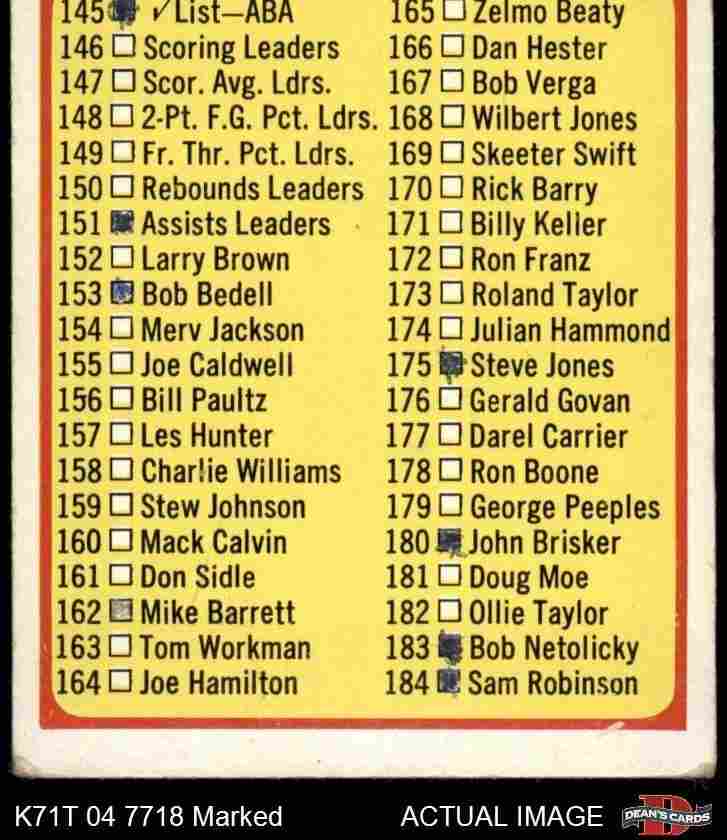 145 ✓List—ABA
146 Scoring Leaders
147 Scor. Avg. Ldrs.
148 2-Pt. F.G. Pct. Ldrs.
149 Fr. Thr. Pct. Ldrs.
150 Rebounds Leaders
151 Assists Leaders
152 Larry Brown
153 Bob Bedell
154 Merv Jackson
155 Joe Caldwell
156 Bill Paultz
157 Les Hunter
158 Charlie Williams
159 Stew Johnson
160 Mack Calvin
161 Don Sidle
162 Mike Barrett
163 Tom Workman
164 Joe Hamilton
165 Zelmo Beaty
166 Dan Hester
167 Bob Verga
168 Wilbert Jones
169 Skeeter Swift
170 Rick Barry
171 Billy Keller
172 Ron Franz
173 Roland Taylor
174 Julian Hammond
175 Steve Jones
176 Gerald Govan
177 Darel Carrier
178 Ron Boone
179 George Peeples
180 John Brisker
181 Doug Moe
182 Ollie Taylor
183 Bob Netolicky
184 Sam Robinson
K71T 04 7718 Marked
ACTUAL IMAGE
D
DEAN'S CARDS